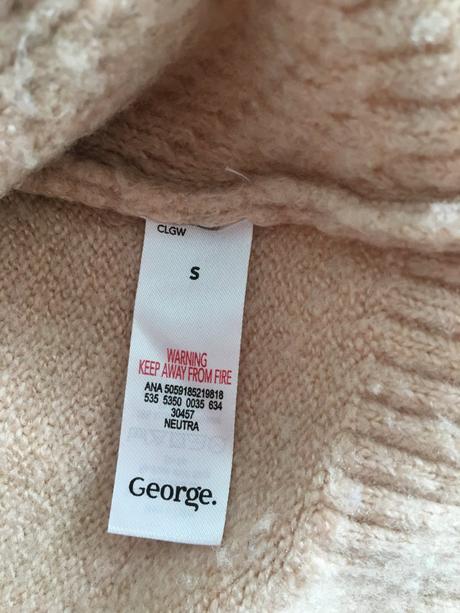 CLGW
S
WARNING
KEEP AWAY FROM FIRE
ANA 5059185219818
535 5350 0035 634
30457
NEUTRA
George.